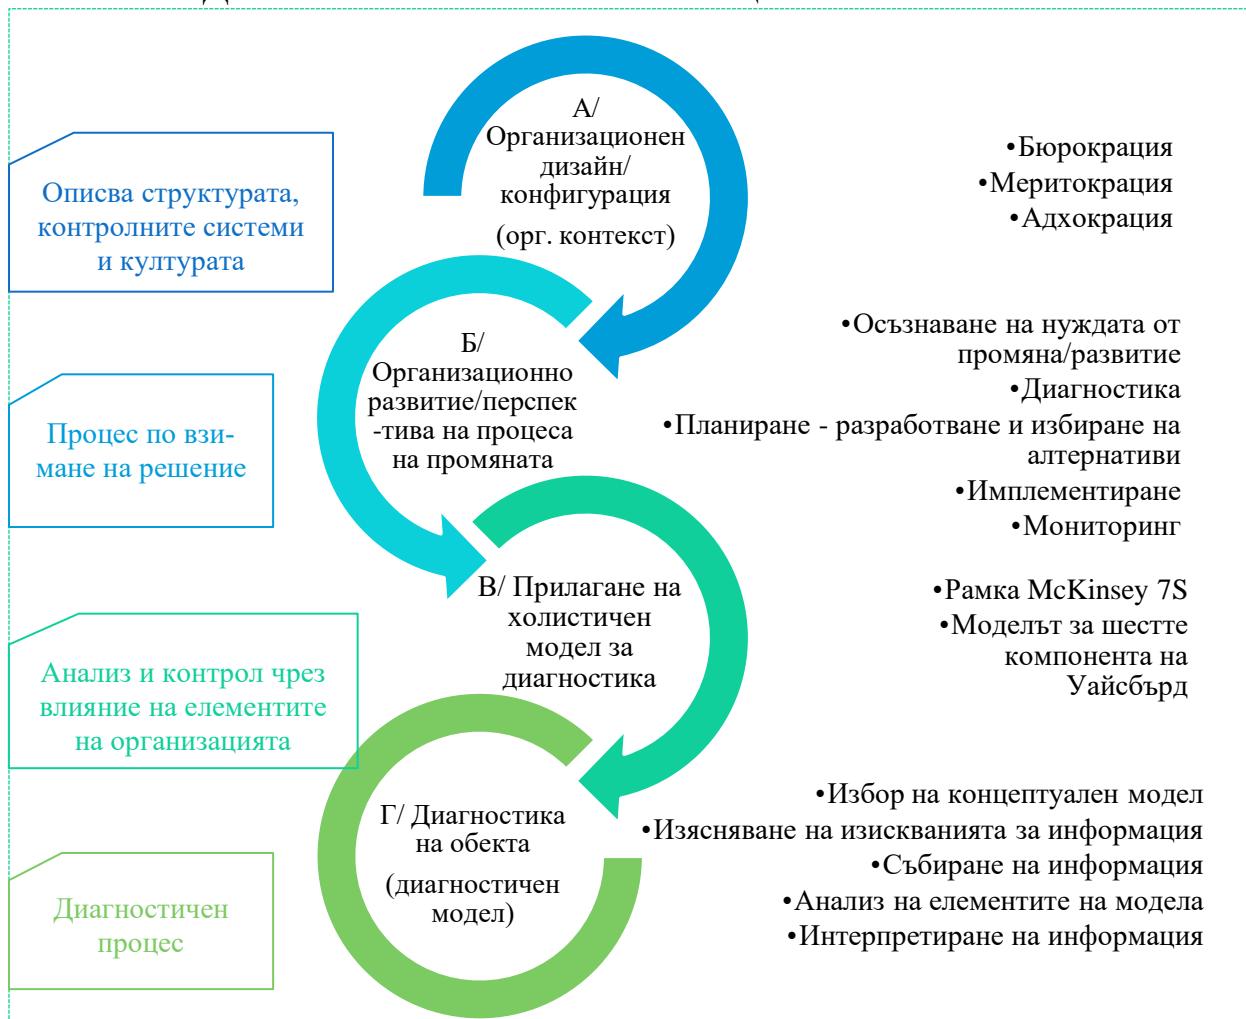 А/
Организационен
дизайн/
конфигурация
(орг. контекст)
Описва структурата,
контролните системи
и културата
•Бюрокрация
•Меритокрация
•Адхокрация
Б/
Организационно
развитие/перспек
-тива на процеса
на промяната
Процес по взи-
мане на решение
•Осъзнаване на нуждата от
промяна/развитие
•Диагностика
•Планиране - разработване и избиране на
алтернативи
•Имплементиране
•Мониторинг
В/ Прилагане на
холистичен
модел за
диагностика
Анализ и контрол чрез
влияние на елементите
на организацията
•Рамка McKinsey 7S
•Моделът за шестте
компонента на
Уайсбърд
Г/ Диагностика
на обекта
(диагностичен
модел)
Диагностичен
процес
•Избор на концептуален модел
•Изясняване на изискванията за информация
•Събиране на информация
•Анализ на елементите на модела
•Интерпретиране на информация